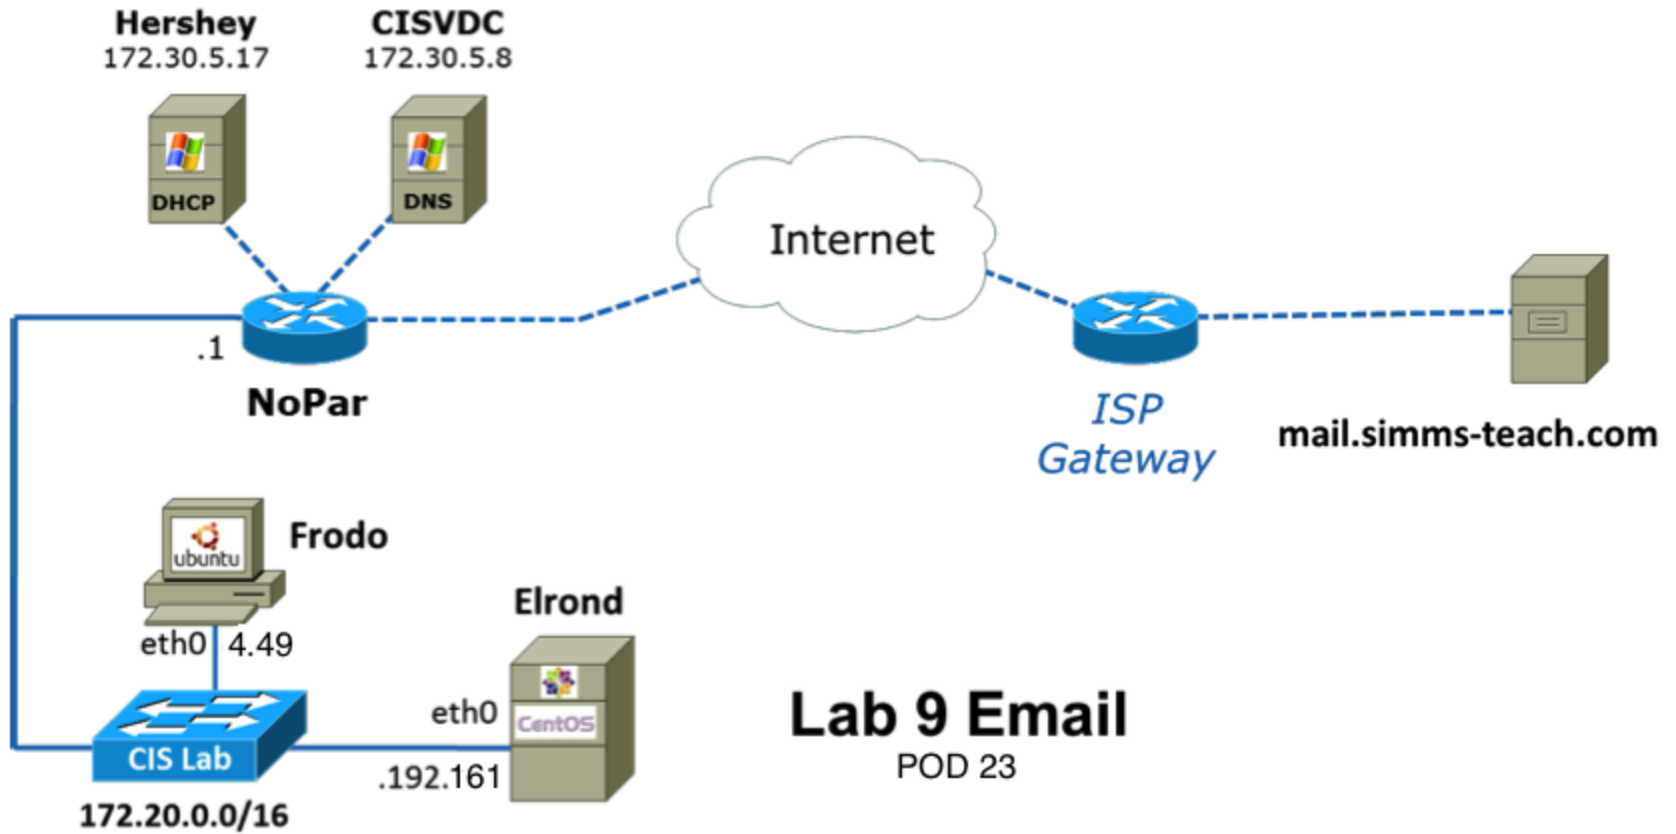 Hershey
172.30.5.17
CISVDC
172.30.5.8
DHCP
DNS
Internet
.1
NoPar
ISP
Gateway
mail.simms-teach.com
ubuntu
Frodo
eth0 4.49
Elrond
eth0
CentOS
.192.161
CIS Lab
172.20.0.0/16
Lab 9 Email
POD 23